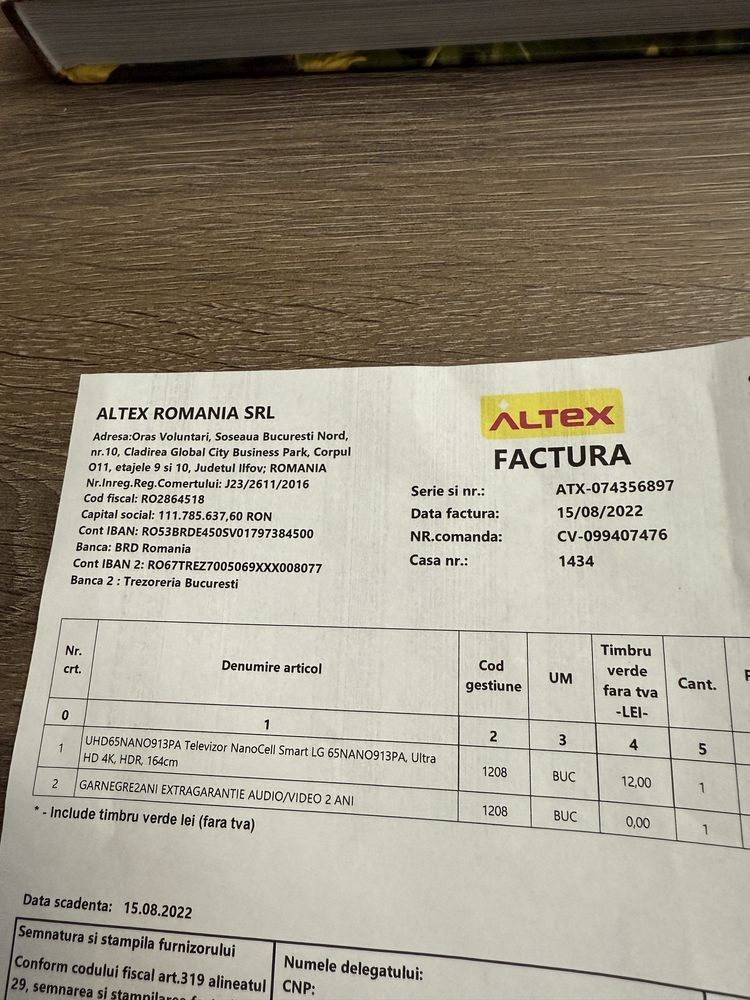 ALTEX ROMANIA SRL
Adresa:Oras Voluntari, Soseaua Bucuresti Nord,
nr.10, Cladirea Global City Business Park, Corpul
O11, etajele 9 si 10, Judetul Ilfov; ROMANIA
Nr.Inreg.Reg.Comertului: J23/2611/2016
Cod fiscal: RO2864518
Capital social: 111.785.637,60 RON
Cont IBAN: RO53BRDE450SV01797384500
Banca: BRD Romania
Cont IBAN 2: RO67TREZ7005069XXX008077
Banca 2 : Trezoreria Bucuresti
ALTEX
FACTURA
Serie si nr.: ATX-074356897
Data factura: 15/08/2022
NR.comanda: CV-099407476
Casa nr.: 1434
Nr. crt. Denumire articol Cod gestiune UM Timbru verde fara tva -LEI- Cant.
0 1 2 3 4 5
1 UHD65NANO913PA Televizor NanoCell Smart LG 65NANO913PA, Ultra HD 4K, HDR, 164cm 1208 BUC 12,00 1
2 GARNEGRE2ANI EXTRAGARANTIE AUDIO/VIDEO 2 ANI 1208 BUC 0,00 1
* - Include timbru verde lei (fara tva)
Data scadenta: 15.08.2022
Semnatura si stampila furnizorului
Conform codului fiscal art.319 alineatul
29, semnarea si
Numele delegatului:
CNP: